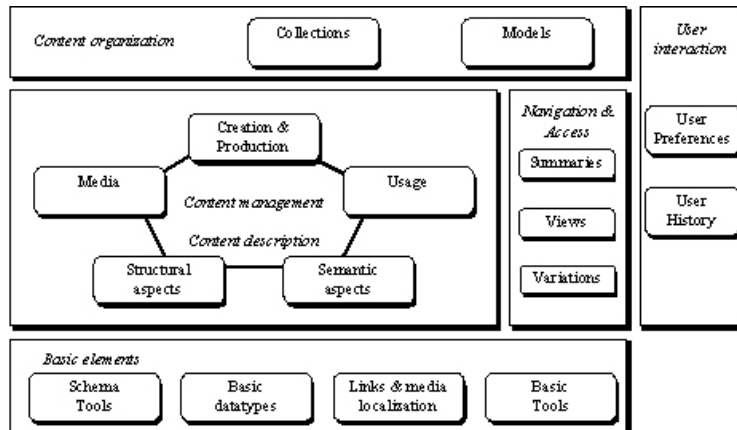 Content organization
Collections
Models
User
interaction
User
Preferences
User
History
Creation &
Production
Media
Usage
Content management
Content description
Structural
aspects
Semantic
aspects
Navigation &
Access
Summaries
Views
Variations
Basic elements
Schema
Tools
Basic
datatypes
Links & media
localization
Basic
Tools